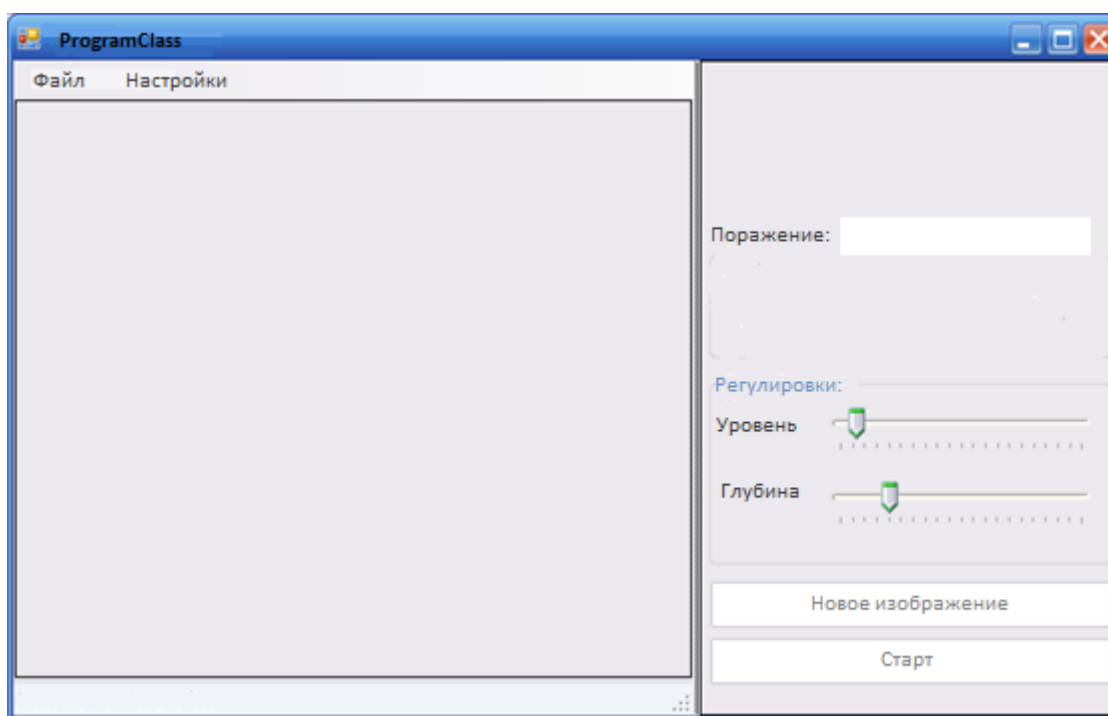 ProgramClass
Файл Настройки
Поражение:
Регулировки:
Уровень
Глубина
Новое изображение
Старт